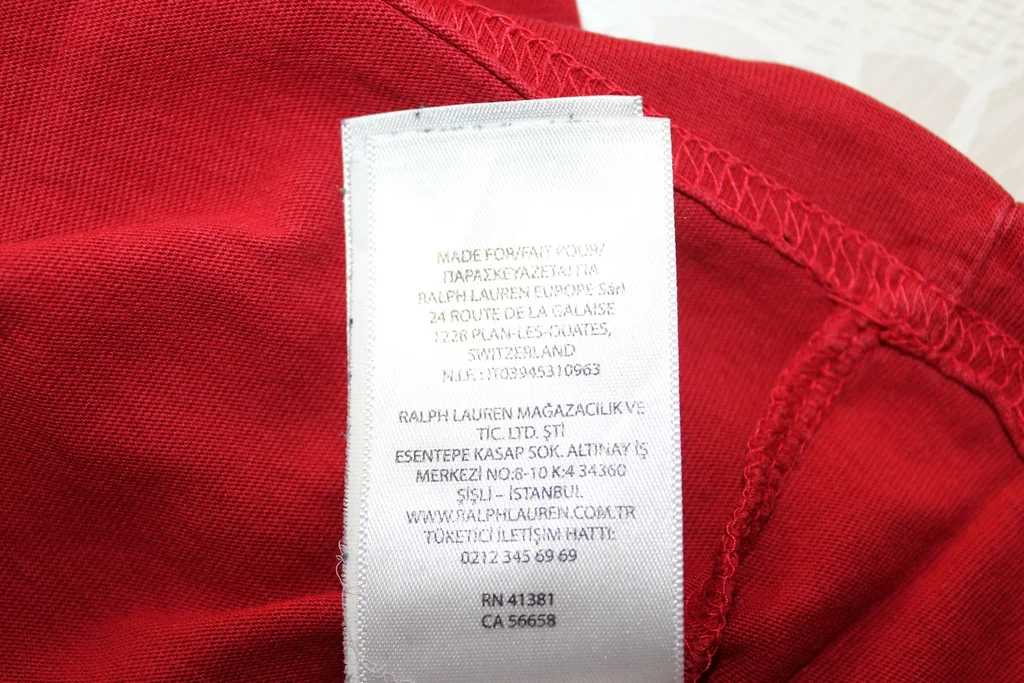 MADE FOR/FAIT POUR/
ΠΑΡΑΣΚΕΥΑΖΕΤΑΙ ΓΙΑ
RALPH LAUREN EUROPE Sàrl
24 ROUTE DE LA GALAISE
1228 PLAN-LES-OUATES,
SWITZERLAND
N.I.F. : IT03945310963
RALPH LAUREN MAĞAZACILIK VE
TİC. LTD. ŞTİ
ESENTEPE KASAP SOK. ALTINAY İŞ
MERKEZİ NO:8-10 K:4 34360
ŞİŞLİ – İSTANBUL
WWW.RALPHLAUREN.COM.TR
TÜKETİCİ İLETİŞİM HATTI:
0212 345 69 69
RN 41381
CA 56658